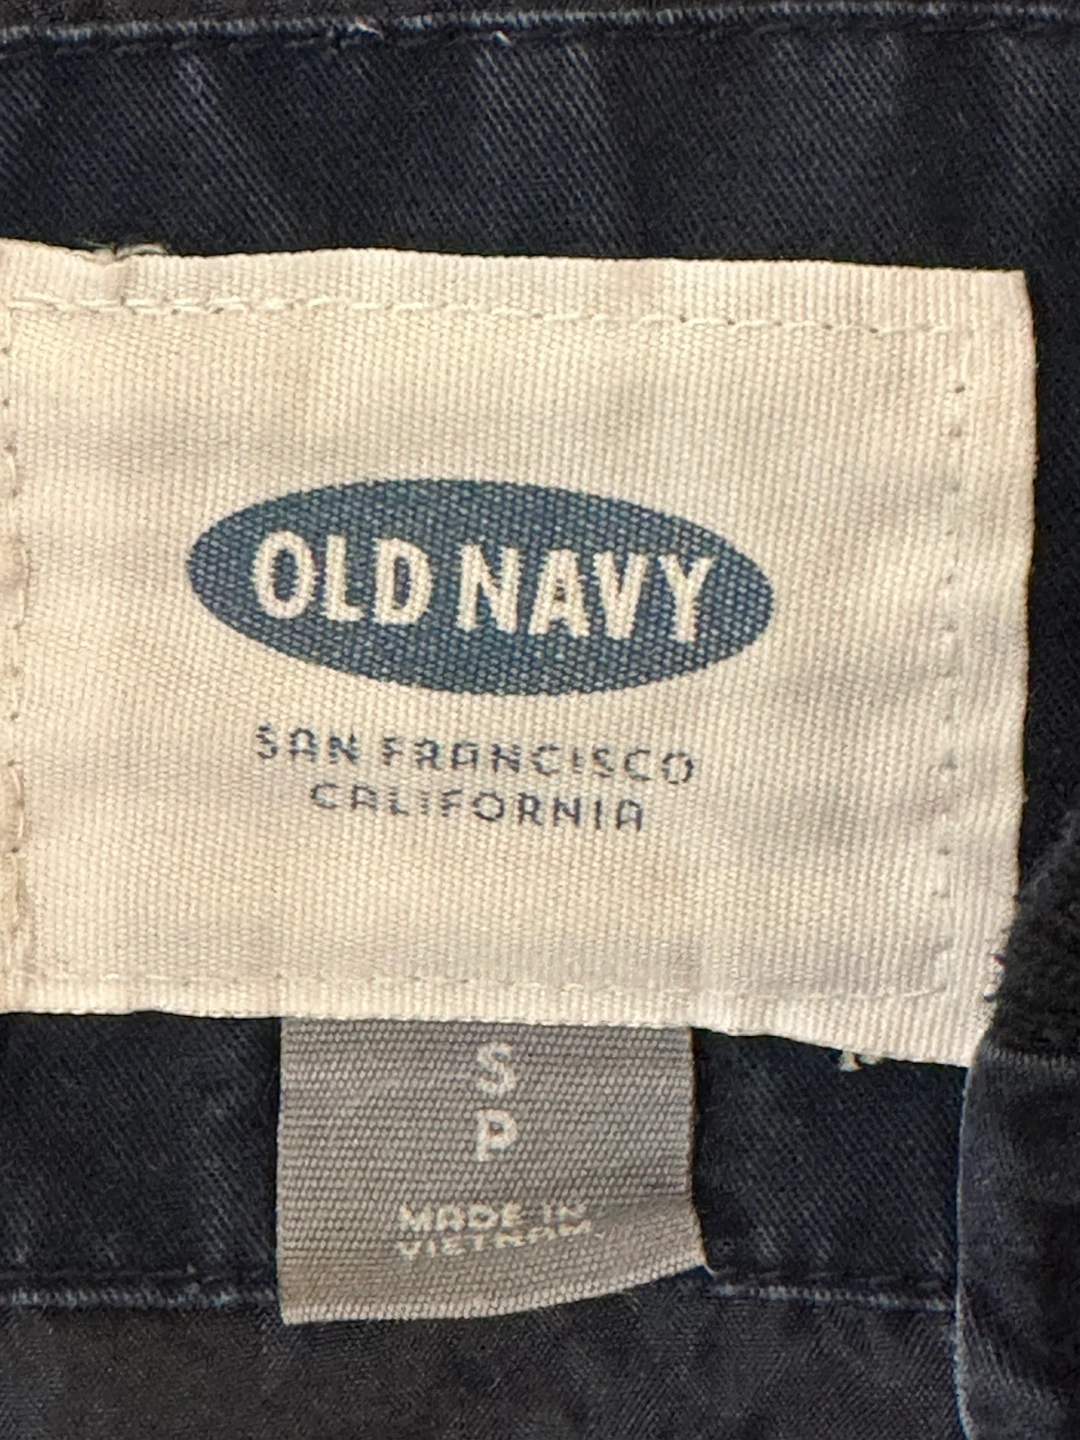 OLD NAVY
SAN FRANCISCO
CALIFORNIA
S
P
MADE IN
VIETNAM